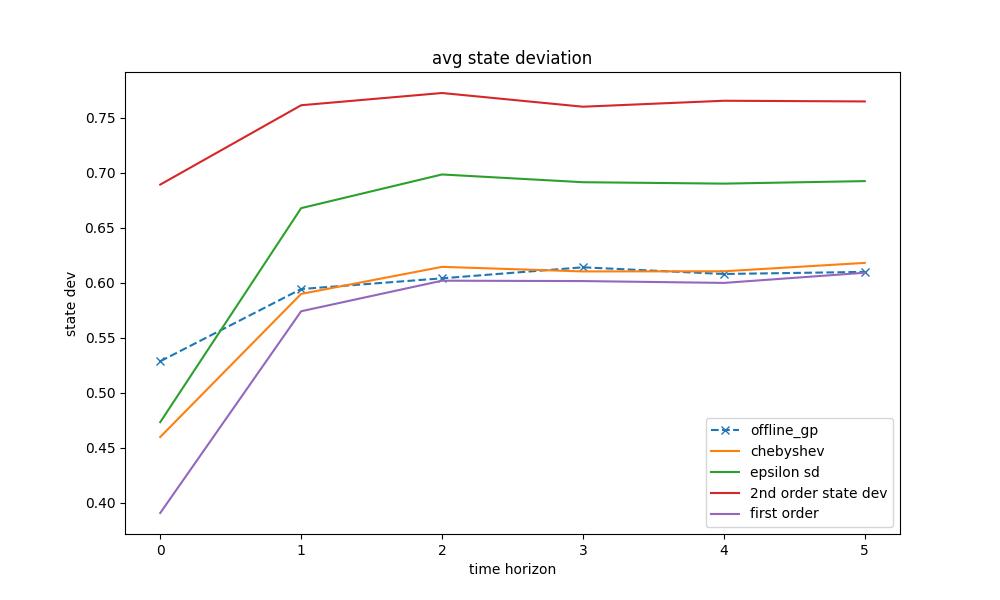 avg state deviation
state dev
0.75
0.70
0.65
0.60
0.55
0.50
0.45
0.40
offline_gp
chebyshev
epsilon sd
2nd order state dev
first order
0 1 2 3 4 5
time horizon